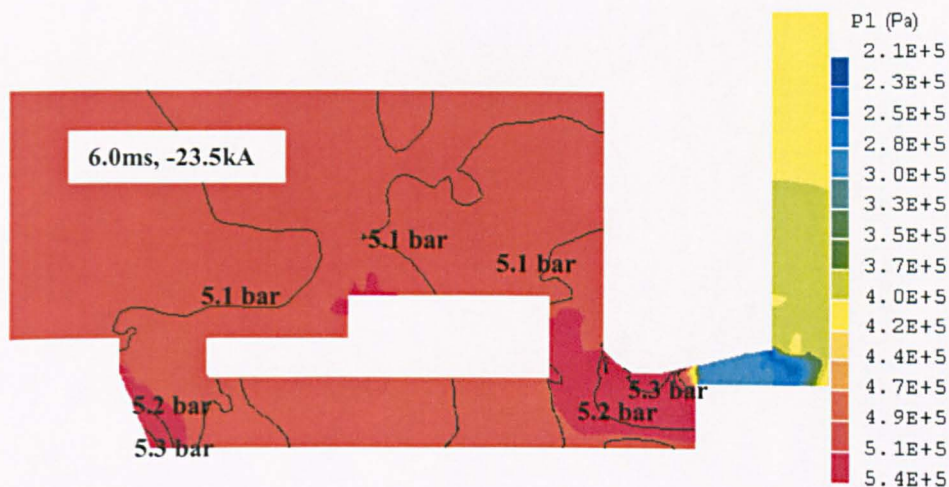 P1 (Pa)
2.1E+5
2.3E+5
2.5E+5
2.8E+5
3.0E+5
3.3E+5
3.5E+5
3.7E+5
4.0E+5
4.2E+5
4.4E+5
4.7E+5
4.9E+5
5.1E+5
5.4E+5
6.0ms, -23.5kA
5.1 bar
5.1 bar
5.1 bar
5.3 bar
5.2 bar
5.2 bar
5.3 bar